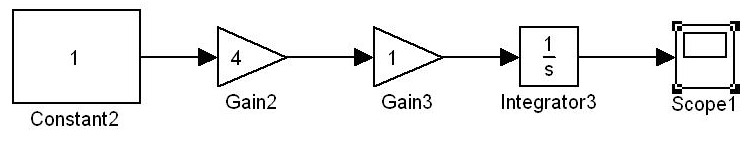 1
4
1
1
s
Constant2
Gain2
Gain3
Integrator3
Scope1